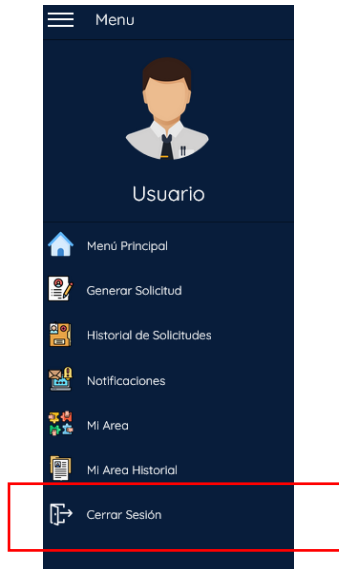 Menu
Usuario
Menú Principal
Generar Solicitud
Historial de Solicitudes
Notificaciones
Mi Area
Mi Area Historial
Cerrar Sesión